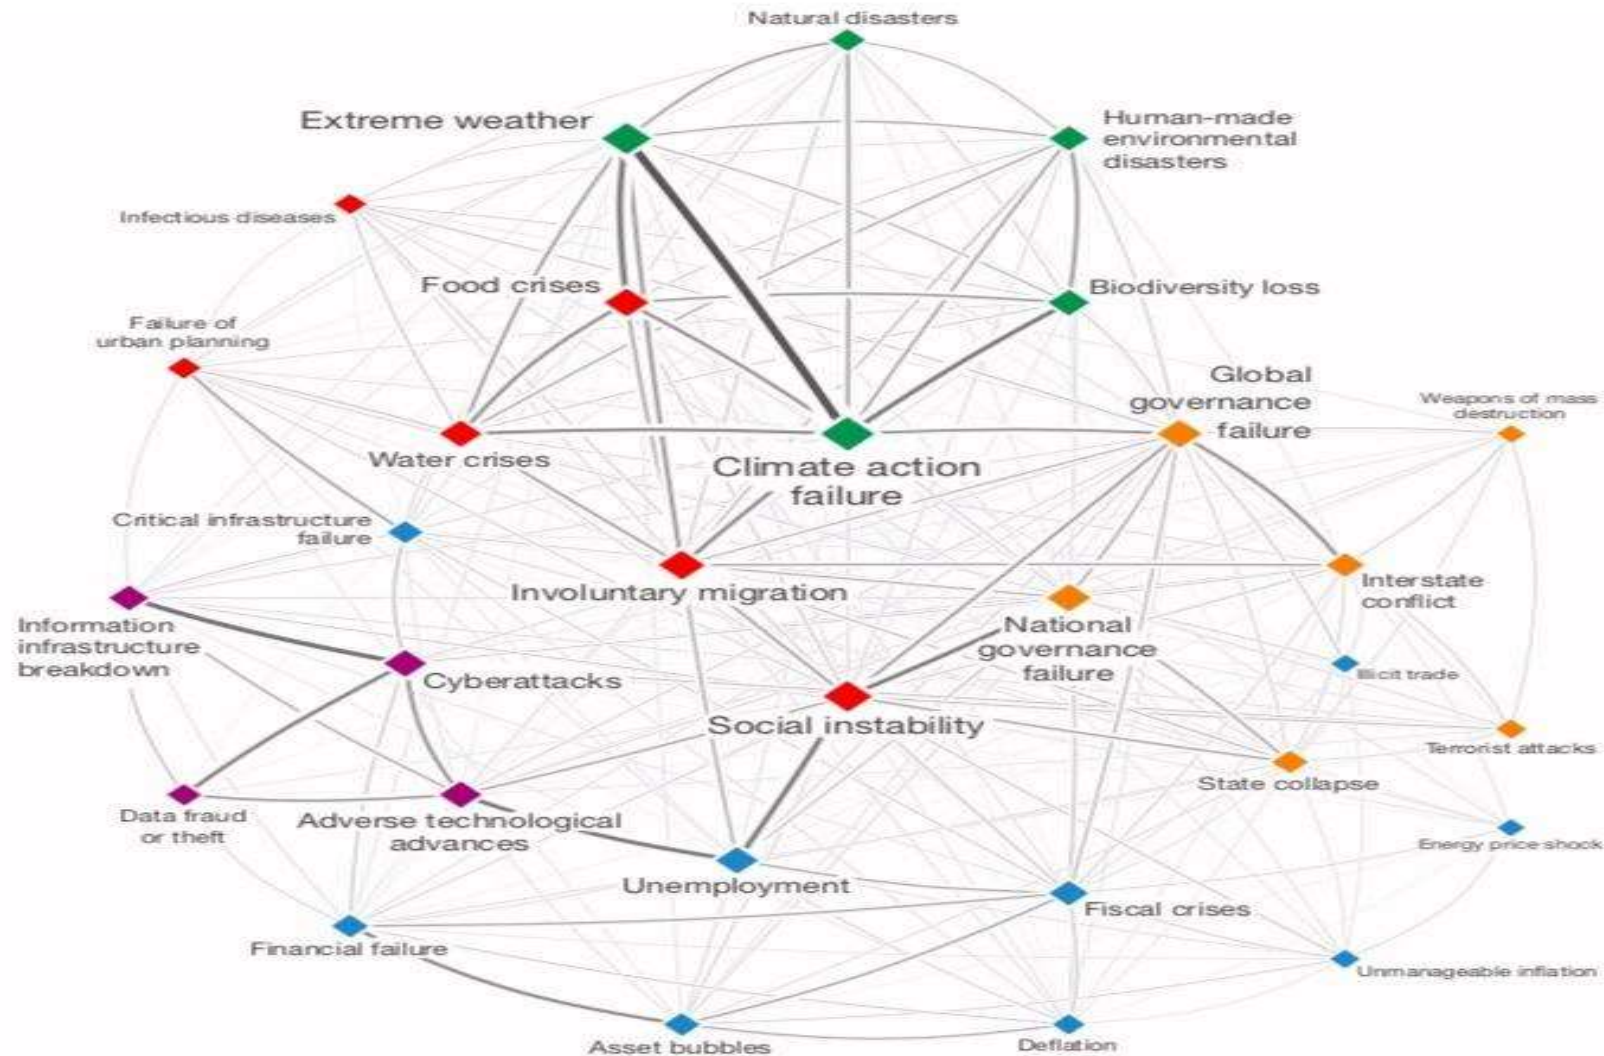 Natural disasters
Extreme weather
Human-made
environmental
disasters
Infectious diseases
Food crises
Biodiversity loss
Failure of
urban planning
Global
governance
failure
Weapons of mass
destruction
Water crises
Climate action
failure
Critical infrastructure
failure
Involuntary migration
Interstate
conflict
Information
infrastructure
breakdown
National
governance
failure
Cyberattacks
Illicit trade
Social instability
Terrorist attacks
State collapse
Data fraud
or theft
Adverse technological
advances
Energy price shock
Unemployment
Fiscal crises
Financial failure
Unmanageable inflation
Asset bubbles
Deflation